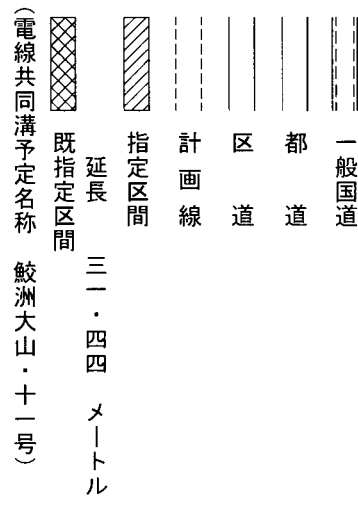 一般国道
都道
区道
計画線
指定区間
延長 三一・四四 メートル
既指定区間
（電線共同溝予定名称 鮫洲大山・十一号）